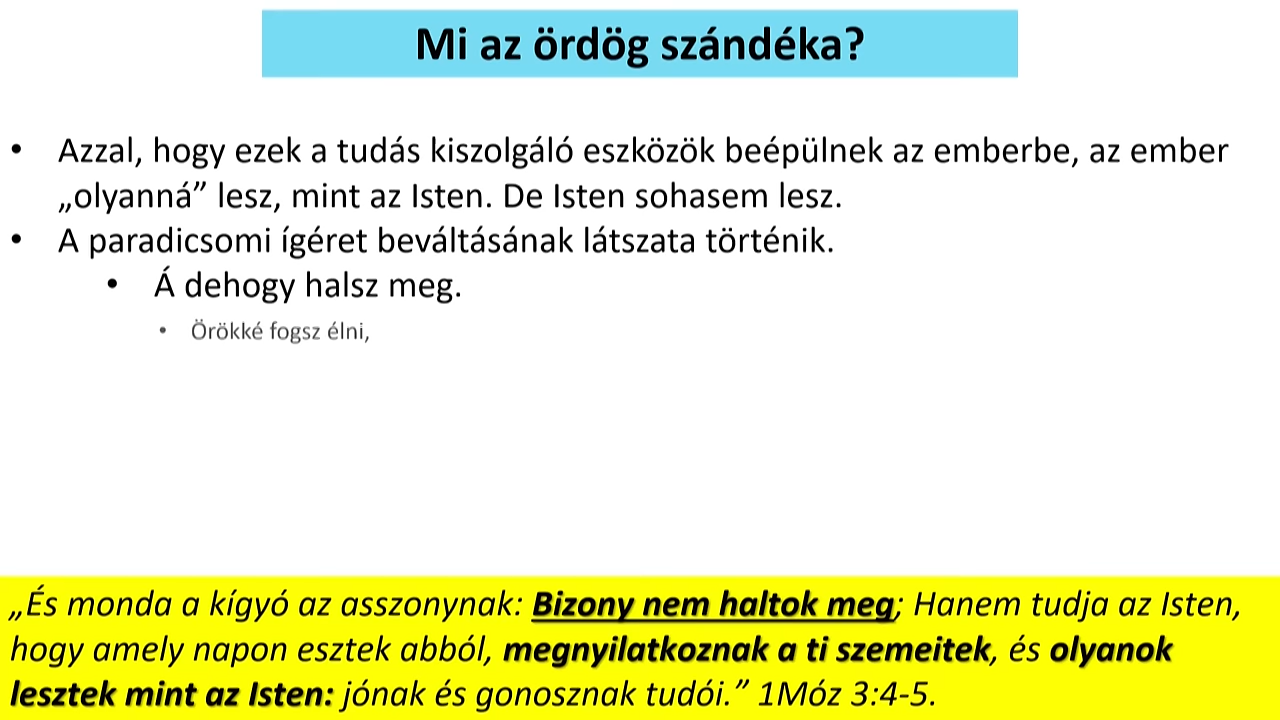 Mi az ördög szándéka?
• Azzal, hogy ezek a tudás kiszolgáló eszközök beépülnek az emberbe, az ember
„olyanná” lesz, mint az Isten. De Isten sohasem lesz.
• A paradicsomi ígéret beváltásának látszata történik.
• Á dehogy halsz meg.
• Örökké fogsz élni,
„És monda a kígyó az asszonynak: Bizony nem haltok meg; Hanem tudja az Isten,
hogy amely napon esztek abból, megnyilatkoznak a ti szemeitek, és olyanok
lesztek mint az Isten: jónak és gonosznak tudói.” 1Móz 3:4-5.